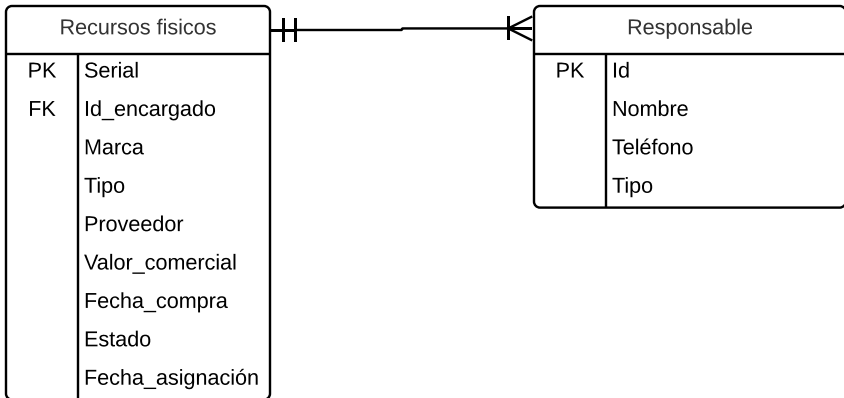 Recursos fisicos
PK Serial
FK Id_encargado
Marca
Tipo
Proveedor
Valor_comercial
Fecha_compra
Estado
Fecha_asignación
Responsable
PK Id
Nombre
Teléfono
Tipo